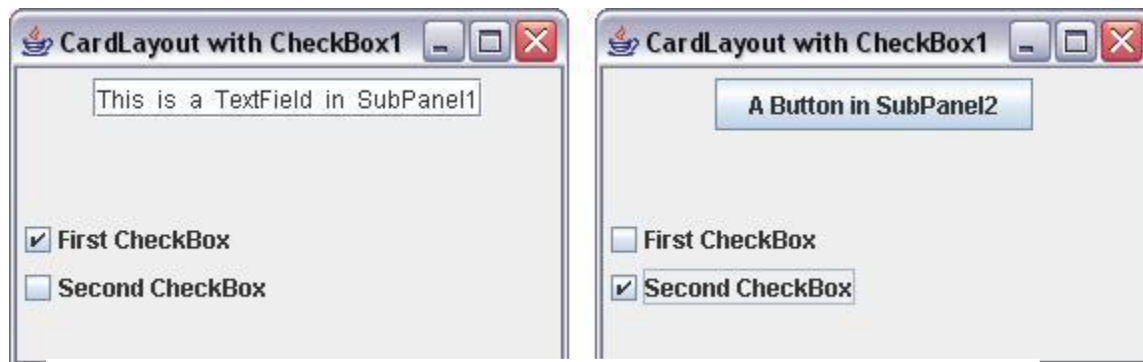 CardLayout with CheckBox1
This is a TextField in SubPanel1
First CheckBox
Second CheckBox
CardLayout with CheckBox1
A Button in SubPanel2
First CheckBox
Second CheckBox